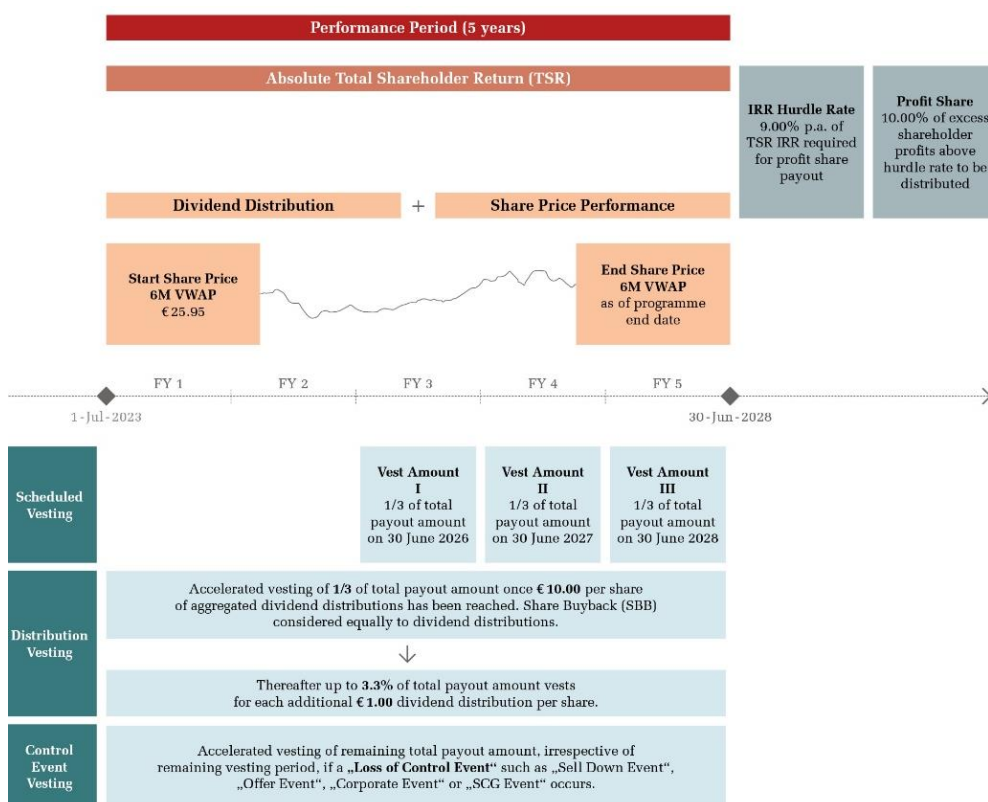 Performance Period (5 years)
Absolute Total Shareholder Return (TSR)
IRR Hurdle Rate
9.00% p.a. of
TSR IRR required
for profit share
payout
Profit Share
10.00% of excess
shareholder
profits above
hurdle rate to be
distributed
Dividend Distribution
+
Share Price Performance
Start Share Price
6M VWAP
€ 25.95
End Share Price
6M VWAP
as of programme
end date
FY 1
FY 2
FY 3
FY 4
FY 5
1-Jul-2023
30-Jun-2028
Scheduled
Vesting
Vest Amount
I
1/3 of total
payout amount
on 30 June 2026
Vest Amount
II
1/3 of total
payout amount
on 30 June 2027
Vest Amount
III
1/3 of total
payout amount
on 30 June 2028
Distribution
Vesting
Accelerated vesting of 1/3 of total payout amount once € 10.00 per share
of aggregated dividend distributions has been reached. Share Buyback (SBB)
considered equally to dividend distributions.
Thereafter up to 3.3% of total payout amount vests
for each additional € 1.00 dividend distribution per share.
Control
Event
Vesting
Accelerated vesting of remaining total payout amount, irrespective of
remaining vesting period, if a „Loss of Control Event“ such as „Sell Down Event“,
„Offer Event“, „Corporate Event“ or „SCG Event“ occurs.